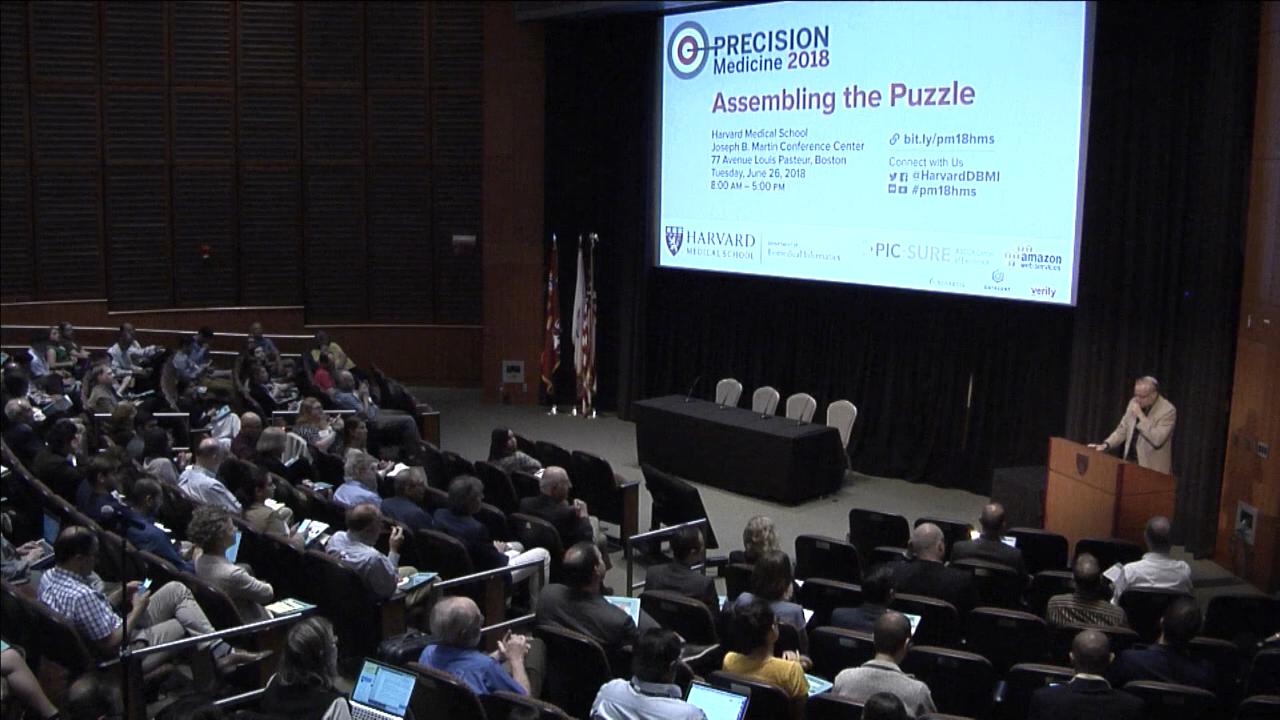 PRECISION
Medicine 2018
Assembling the Puzzle
Harvard Medical School
Joseph B. Martin Conference Center
77 Avenue Louis Pasteur, Boston
Tuesday, June 26, 2018
8:00 AM – 5:00 PM
bit.ly/pm18hms
Connect with Us
@HarvardDBMI
#pm18hms
HARVARD
MEDICAL SCHOOL
Biomedical Informatics
PIC-SURE
amazon
web services
verily